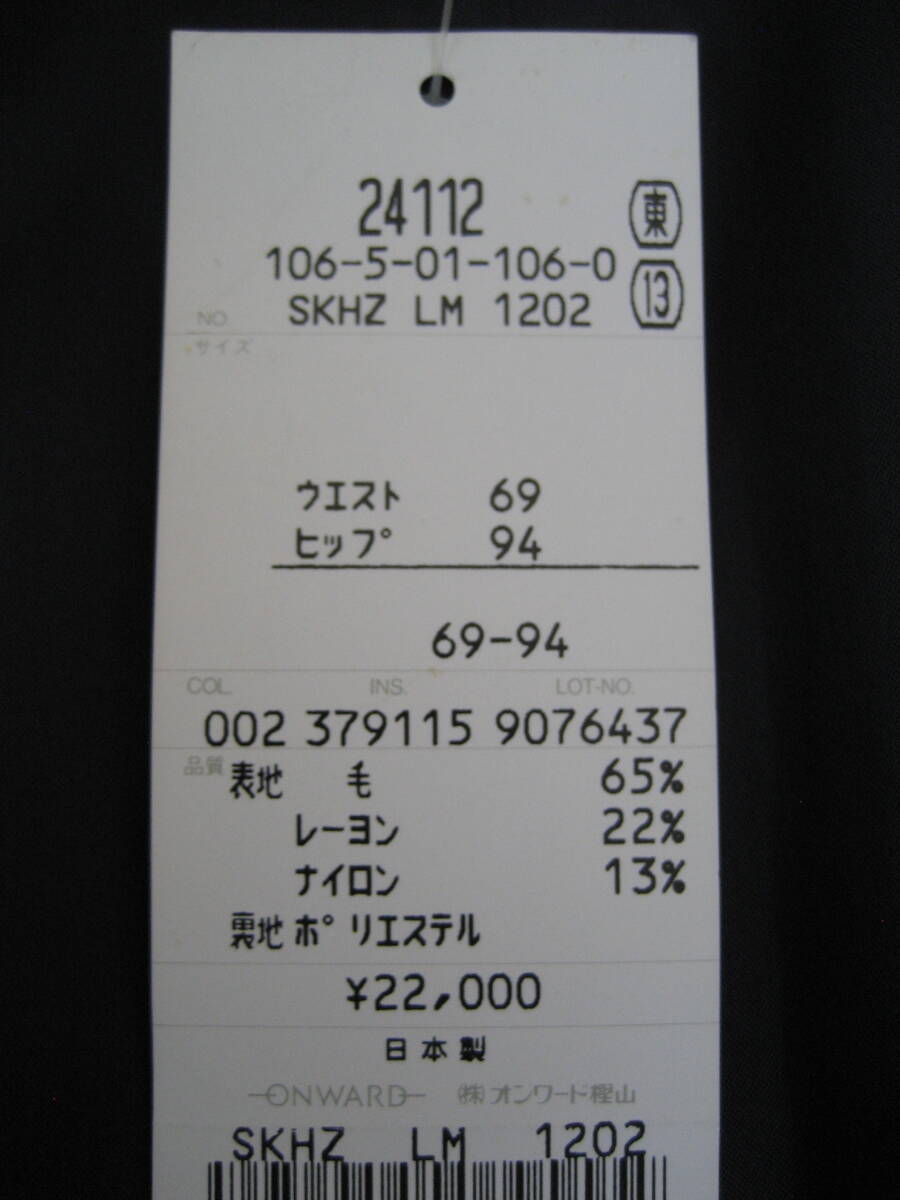 24112 東
106-5-01-106-0
NO. SKHZ LM 1202 13
サイズ
ウエスト 69
ヒップ 94
69-94
COL. INS. LOT-NO.
002 379115 9076437
品質 表地 毛 65%
レーヨン 22%
ナイロン 13%
裏地 ポリエステル
¥22,000
日本製
ONWARD ㈱オンワード樫山
SKHZ LM 1202